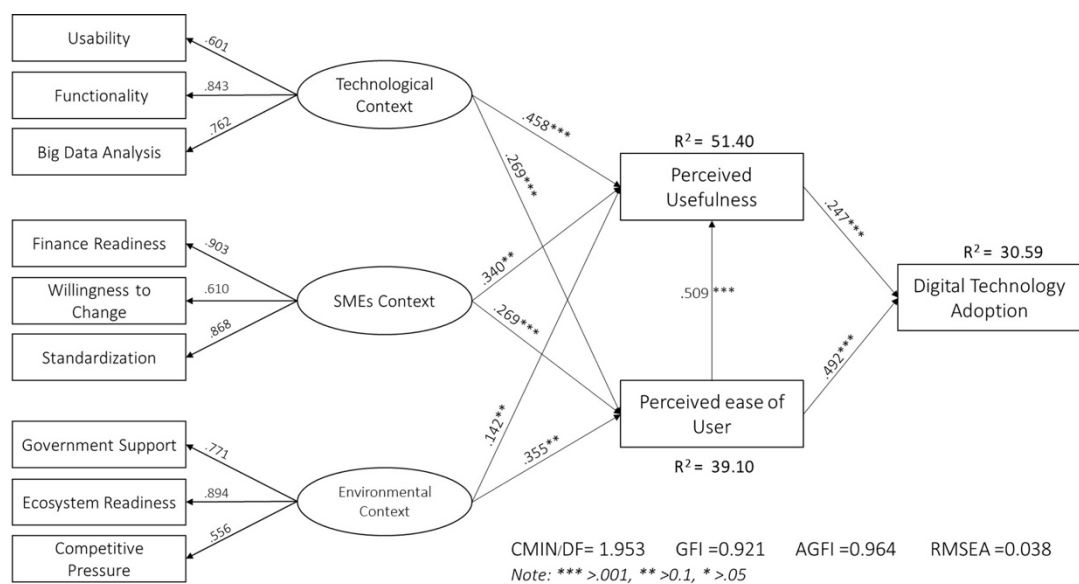 Usability
Functionality
Big Data Analysis
.601
.843
.762
Technological
Context
Finance Readiness
Willingness to
Change
Standardization
.903
.610
.868
SMEs Context
Government Support
Ecosystem Readiness
Competitive
Pressure
.771
.894
.556
Environmental
Context
.458***
.269***
.340**
.269***
.142**
.355**
R² = 51.40
Perceived
Usefulness
.509 ***
Perceived ease of
User
R² = 39.10
.247***
.492***
R² = 30.59
Digital Technology
Adoption
CMIN/DF= 1.953 GFI =0.921 AGFI =0.964 RMSEA =0.038
Note: *** >.001, ** >0.1, * >.05